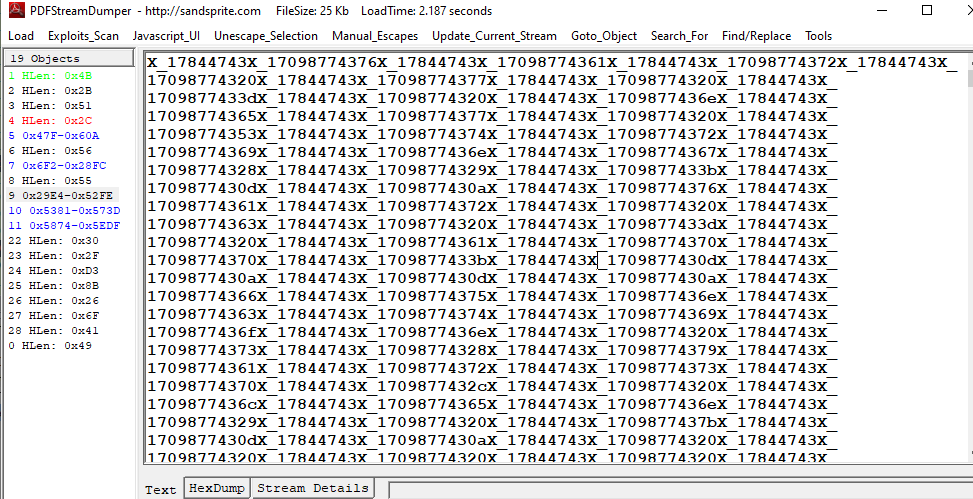 PDFStreamDumper - http://sandsprite.com FileSize: 25 Kb LoadTime: 2.187 seconds
Load Exploits_Scan Javascript_UI Unescape_Selection Manual_Escapes Update_Current_Stream Goto_Object Search_For Find/Replace Tools
19 Objects
1 HLen: 0x4B
2 HLen: 0x2B
3 HLen: 0x51
4 HLen: 0x2C
5 0x47F-0x60A
6 HLen: 0x56
7 0x6F2-0x28FC
8 HLen: 0x55
9 0x29E4-0x52FE
10 0x5381-0x573D
11 0x5874-0x5EDF
22 HLen: 0x30
23 HLen: 0x2F
24 HLen: 0xD3
25 HLen: 0x8B
26 HLen: 0x26
27 HLen: 0x6F
28 HLen: 0x41
0 HLen: 0x49
X_17844743X_17098774376X_17844743X_17098774361X_17844743X_17098774372X_17844743X_
17098774320X_17844743X_17098774377X_17844743X_17098774320X_17844743X_
1709877433dX_17844743X_17098774320X_17844743X_1709877436eX_17844743X_
17098774365X_17844743X_17098774377X_17844743X_17098774320X_17844743X_
17098774353X_17844743X_17098774374X_17844743X_17098774372X_17844743X_
17098774369X_17844743X_1709877436eX_17844743X_17098774367X_17844743X_
17098774328X_17844743X_17098774329X_17844743X_1709877433bX_17844743X_
1709877430dX_17844743X_1709877430aX_17844743X_17098774376X_17844743X_
17098774361X_17844743X_17098774372X_17844743X_17098774320X_17844743X_
17098774363X_17844743X_17098774320X_17844743X_1709877433dX_17844743X_
17098774320X_17844743X_17098774361X_17844743X_17098774370X_17844743X_
17098774370X_17844743X_1709877433bX_17844743X_1709877430dX_17844743X_
1709877430aX_17844743X_1709877430dX_17844743X_1709877430aX_17844743X_
17098774366X_17844743X_17098774375X_17844743X_1709877436eX_17844743X_
17098774363X_17844743X_17098774374X_17844743X_17098774369X_17844743X_
1709877436fX_17844743X_1709877436eX_17844743X_17098774320X_17844743X_
17098774373X_17844743X_17098774328X_17844743X_17098774379X_17844743X_
17098774361X_17844743X_17098774372X_17844743X_17098774373X_17844743X_
17098774370X_17844743X_1709877432cX_17844743X_17098774320X_17844743X_
1709877436cX_17844743X_17098774365X_17844743X_1709877436eX_17844743X_
17098774329X_17844743X_17098774320X_17844743X_1709877437bX_17844743X_
1709877430dX_17844743X_1709877430aX_17844743X_17098774320X_17844743X_
17098774320X_17844743X_17098774320X_17844743X_17098774320X_17844743X_
Text HexDump Stream Details